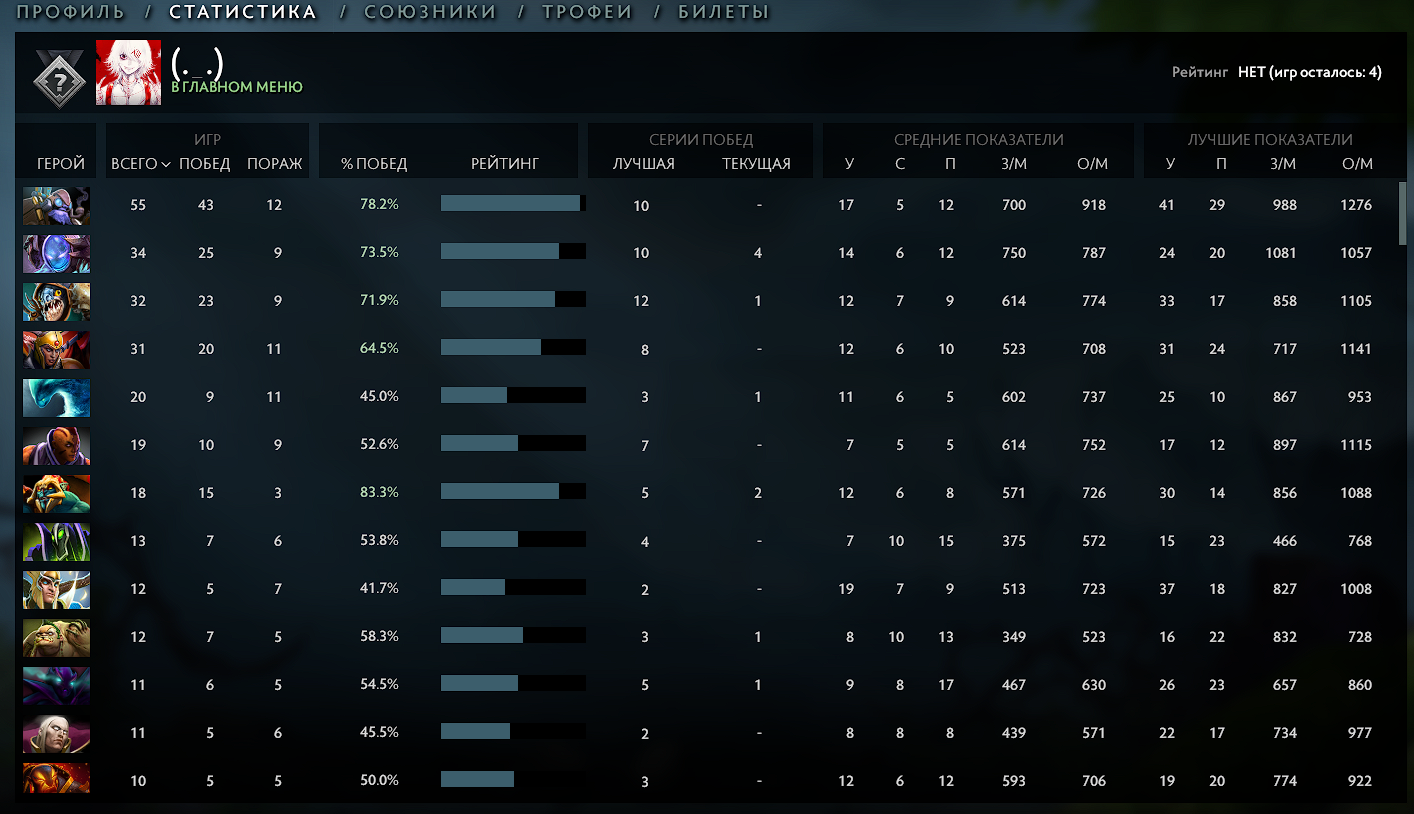 ПРОФИЛЬ / СТАТИСТИКА / СОЮЗНИКИ / ТРОФЕИ / БИЛЕТЫ
?
(._.)
В ГЛАВНОМ МЕНЮ
Рейтинг НЕТ (игр осталось: 4)
ИГР СЕРИИ ПОБЕД СРЕДНИЕ ПОКАЗАТЕЛИ ЛУЧШИЕ ПОКАЗАТЕЛИ
ГЕРОЙ ВСЕГО ПОБЕД ПОРАЖ % ПОБЕД РЕЙТИНГ ЛУЧШАЯ ТЕКУЩАЯ У С П З/М О/М У П З/М О/М
55 43 12 78.2% 10 - 17 5 12 700 918 41 29 988 1276
34 25 9 73.5% 10 4 14 6 12 750 787 24 20 1081 1057
32 23 9 71.9% 12 1 12 7 9 614 774 33 17 858 1105
31 20 11 64.5% 8 - 12 6 10 523 708 31 24 717 1141
20 9 11 45.0% 3 1 11 6 5 602 737 25 10 867 953
19 10 9 52.6% 7 - 7 5 5 614 752 17 12 897 1115
18 15 3 83.3% 5 2 12 6 8 571 726 30 14 856 1088
13 7 6 53.8% 4 - 7 10 15 375 572 15 23 466 768
12 5 7 41.7% 2 - 19 7 9 513 723 37 18 827 1008
12 7 5 58.3% 3 1 8 10 13 349 523 16 22 832 728
11 6 5 54.5% 5 1 9 8 17 467 630 26 23 657 860
11 5 6 45.5% 2 - 8 8 8 439 571 22 17 734 977
10 5 5 50.0% 3 - 12 6 12 593 706 19 20 774 922